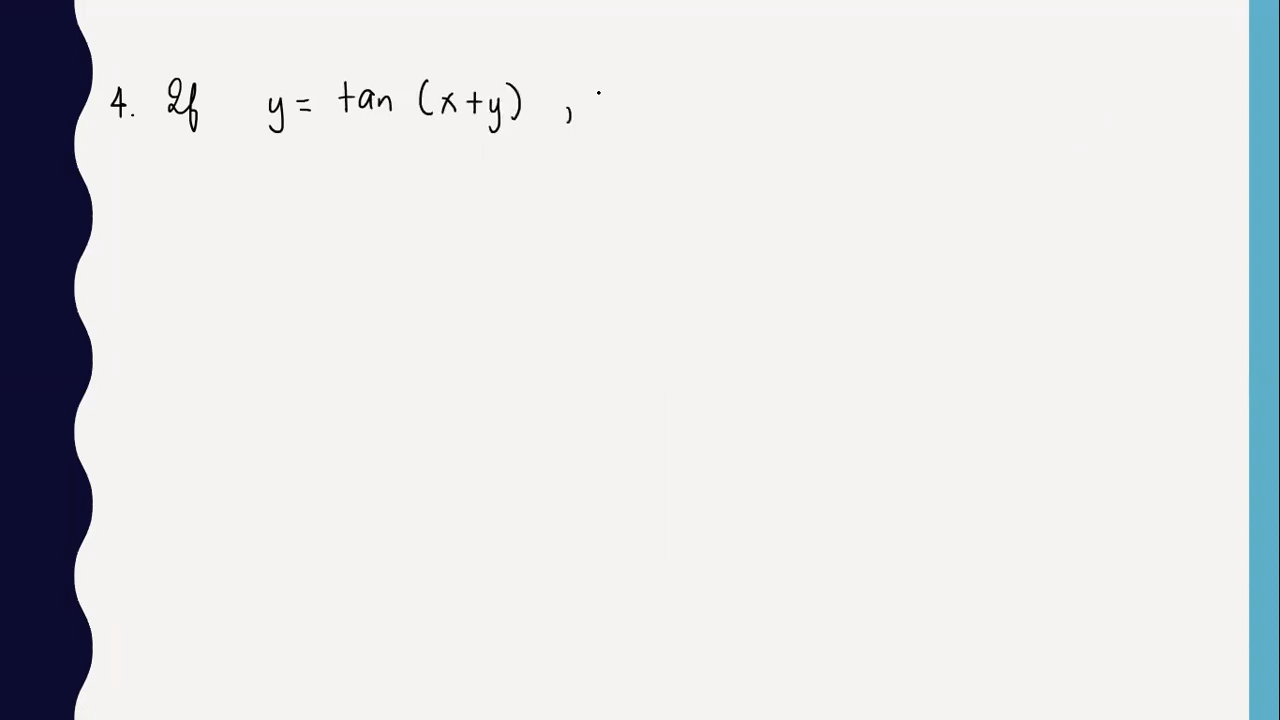 4. If y = tan (x+y) ,